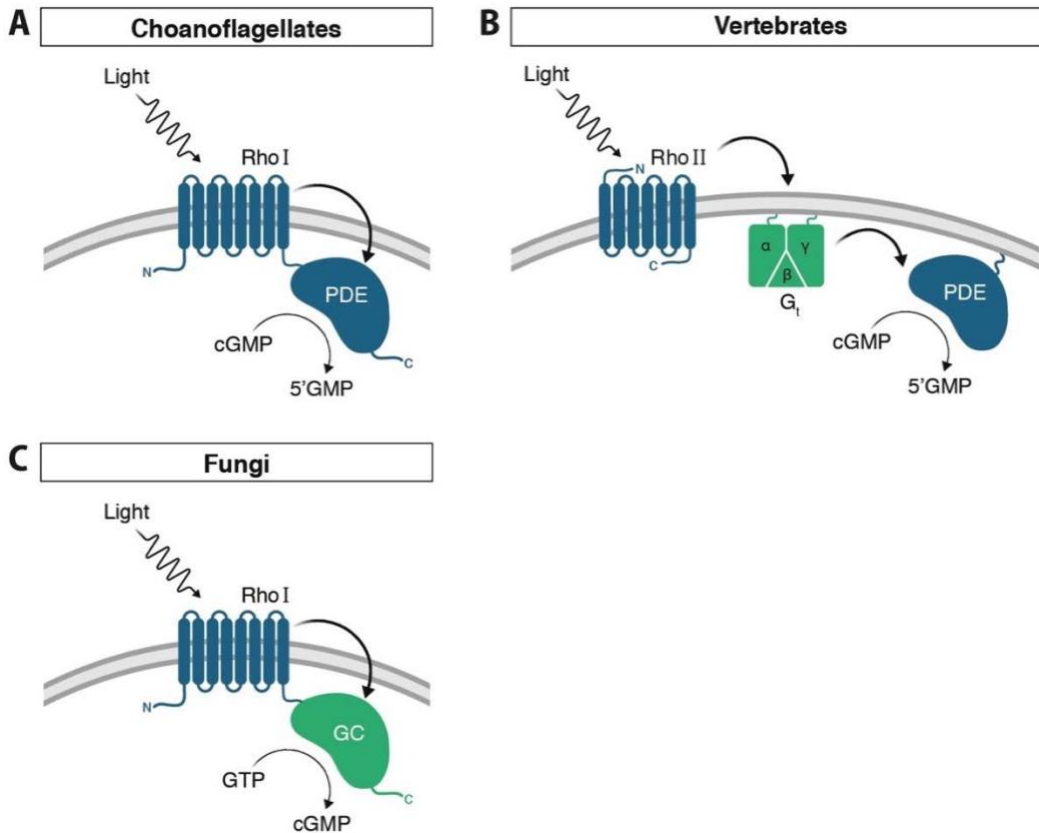 A
Choanoflagellates
Light
Rho I
N
PDE
cGMP
C
5'GMP
B
Vertebrates
Light
N
Rho II
C
α
γ
β
Gt
PDE
cGMP
5'GMP
C
Fungi
Light
Rho I
N
GC
GTP
C
cGMP